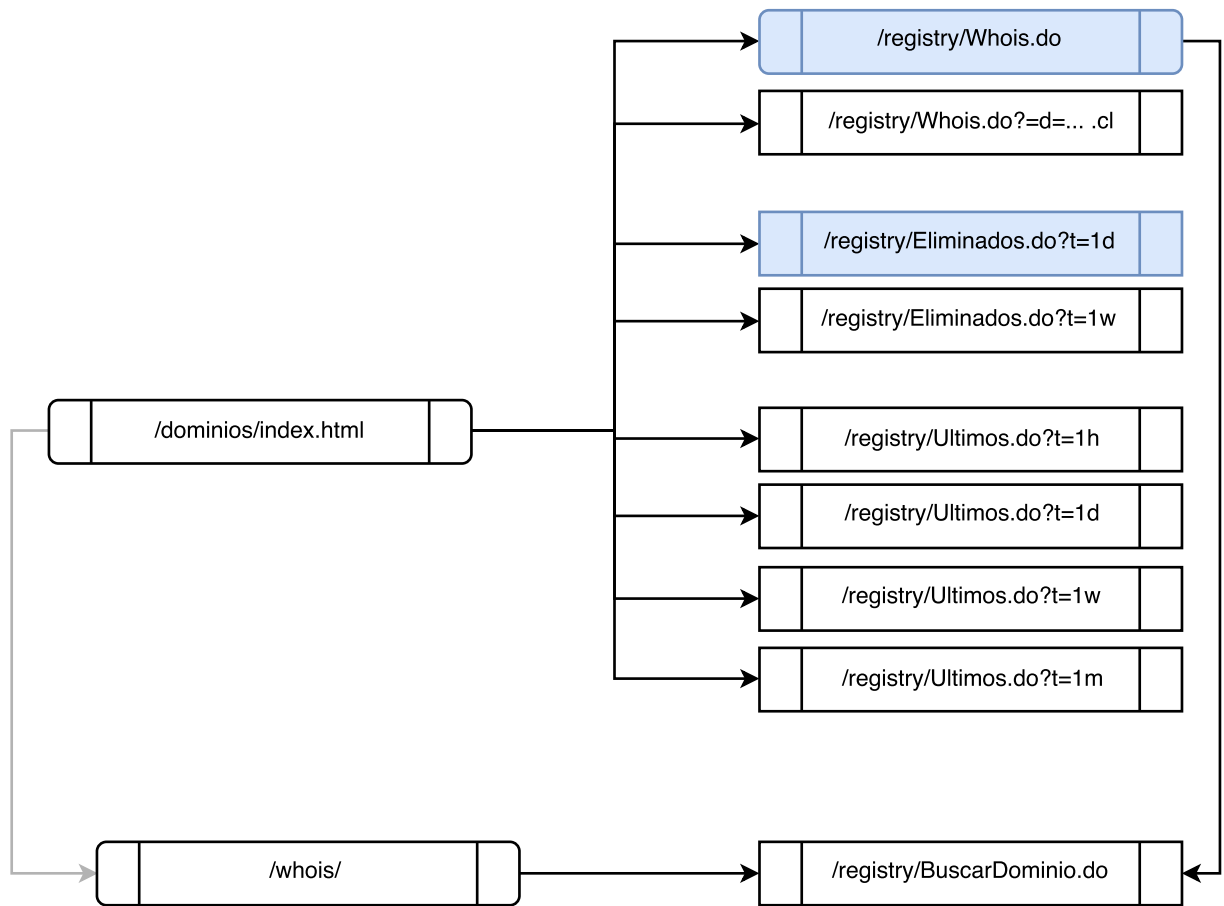 /registry/Whois.do
/registry/Whois.do?=d=... .cl
/registry/Eliminados.do?t=1d
/registry/Eliminados.do?t=1w
/dominios/index.html
/registry/Ultimos.do?t=1h
/registry/Ultimos.do?t=1d
/registry/Ultimos.do?t=1w
/registry/Ultimos.do?t=1m
/whois/
/registry/BuscarDominio.do